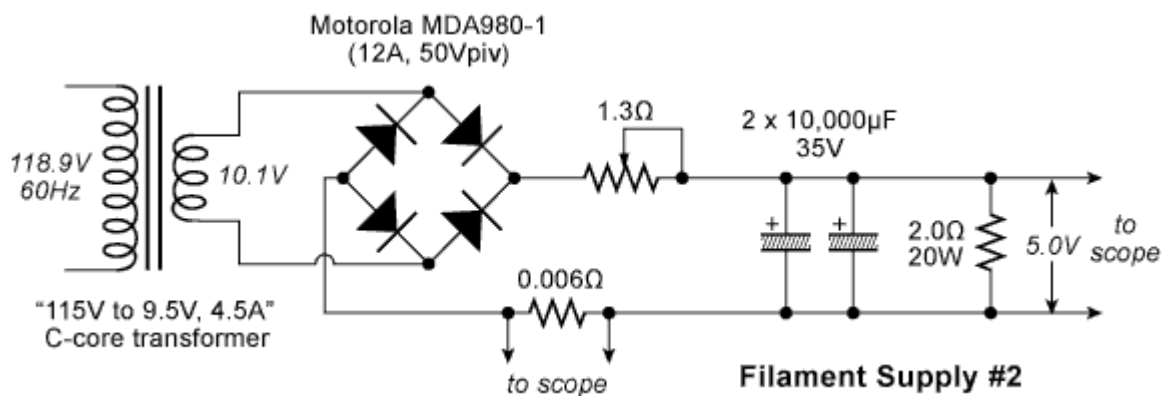 Motorola MDA980-1
(12A, 50Vpiv)
118.9V
60Hz
10.1V
1.3Ω
2 x 10,000µF
35V
+
+
2.0Ω
20W
5.0V
to
scope
0.006Ω
"115V to 9.5V, 4.5A"
C-core transformer
to scope
Filament Supply #2